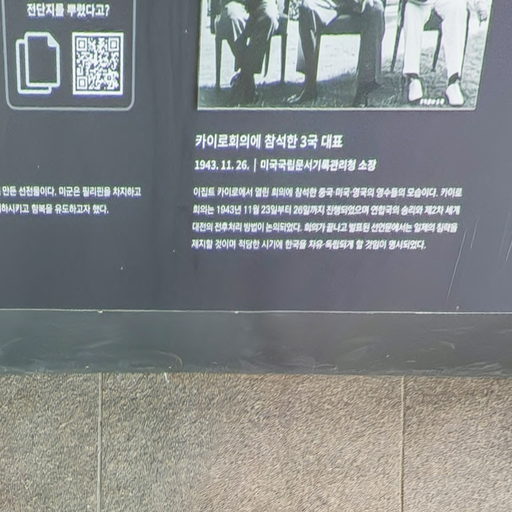 전단지를 뿌렸다고?
만든 선전물이다. 미군은 필리핀을 차지하고
하시키고 항복을 유도하고자 했다.
카이로회의에 참석한 3국 대표
1943. 11. 26. | 미국국립문서기록관리청 소장
이집트 카이로에서 열린 회의에 참석한 중국·미국·영국의 영수들의 모습이다. 카이로
회의는 1943년 11월 23일부터 26일까지 진행되었으며 연합국의 승리와 제2차 세계
대전의 전후처리 방법이 논의되었다. 회의가 끝나고 발표된 선언문에서는 일제의 침략을
제지할 것이며 적당한 시기에 한국을 자유·독립되게 할 것임이 명시되었다.